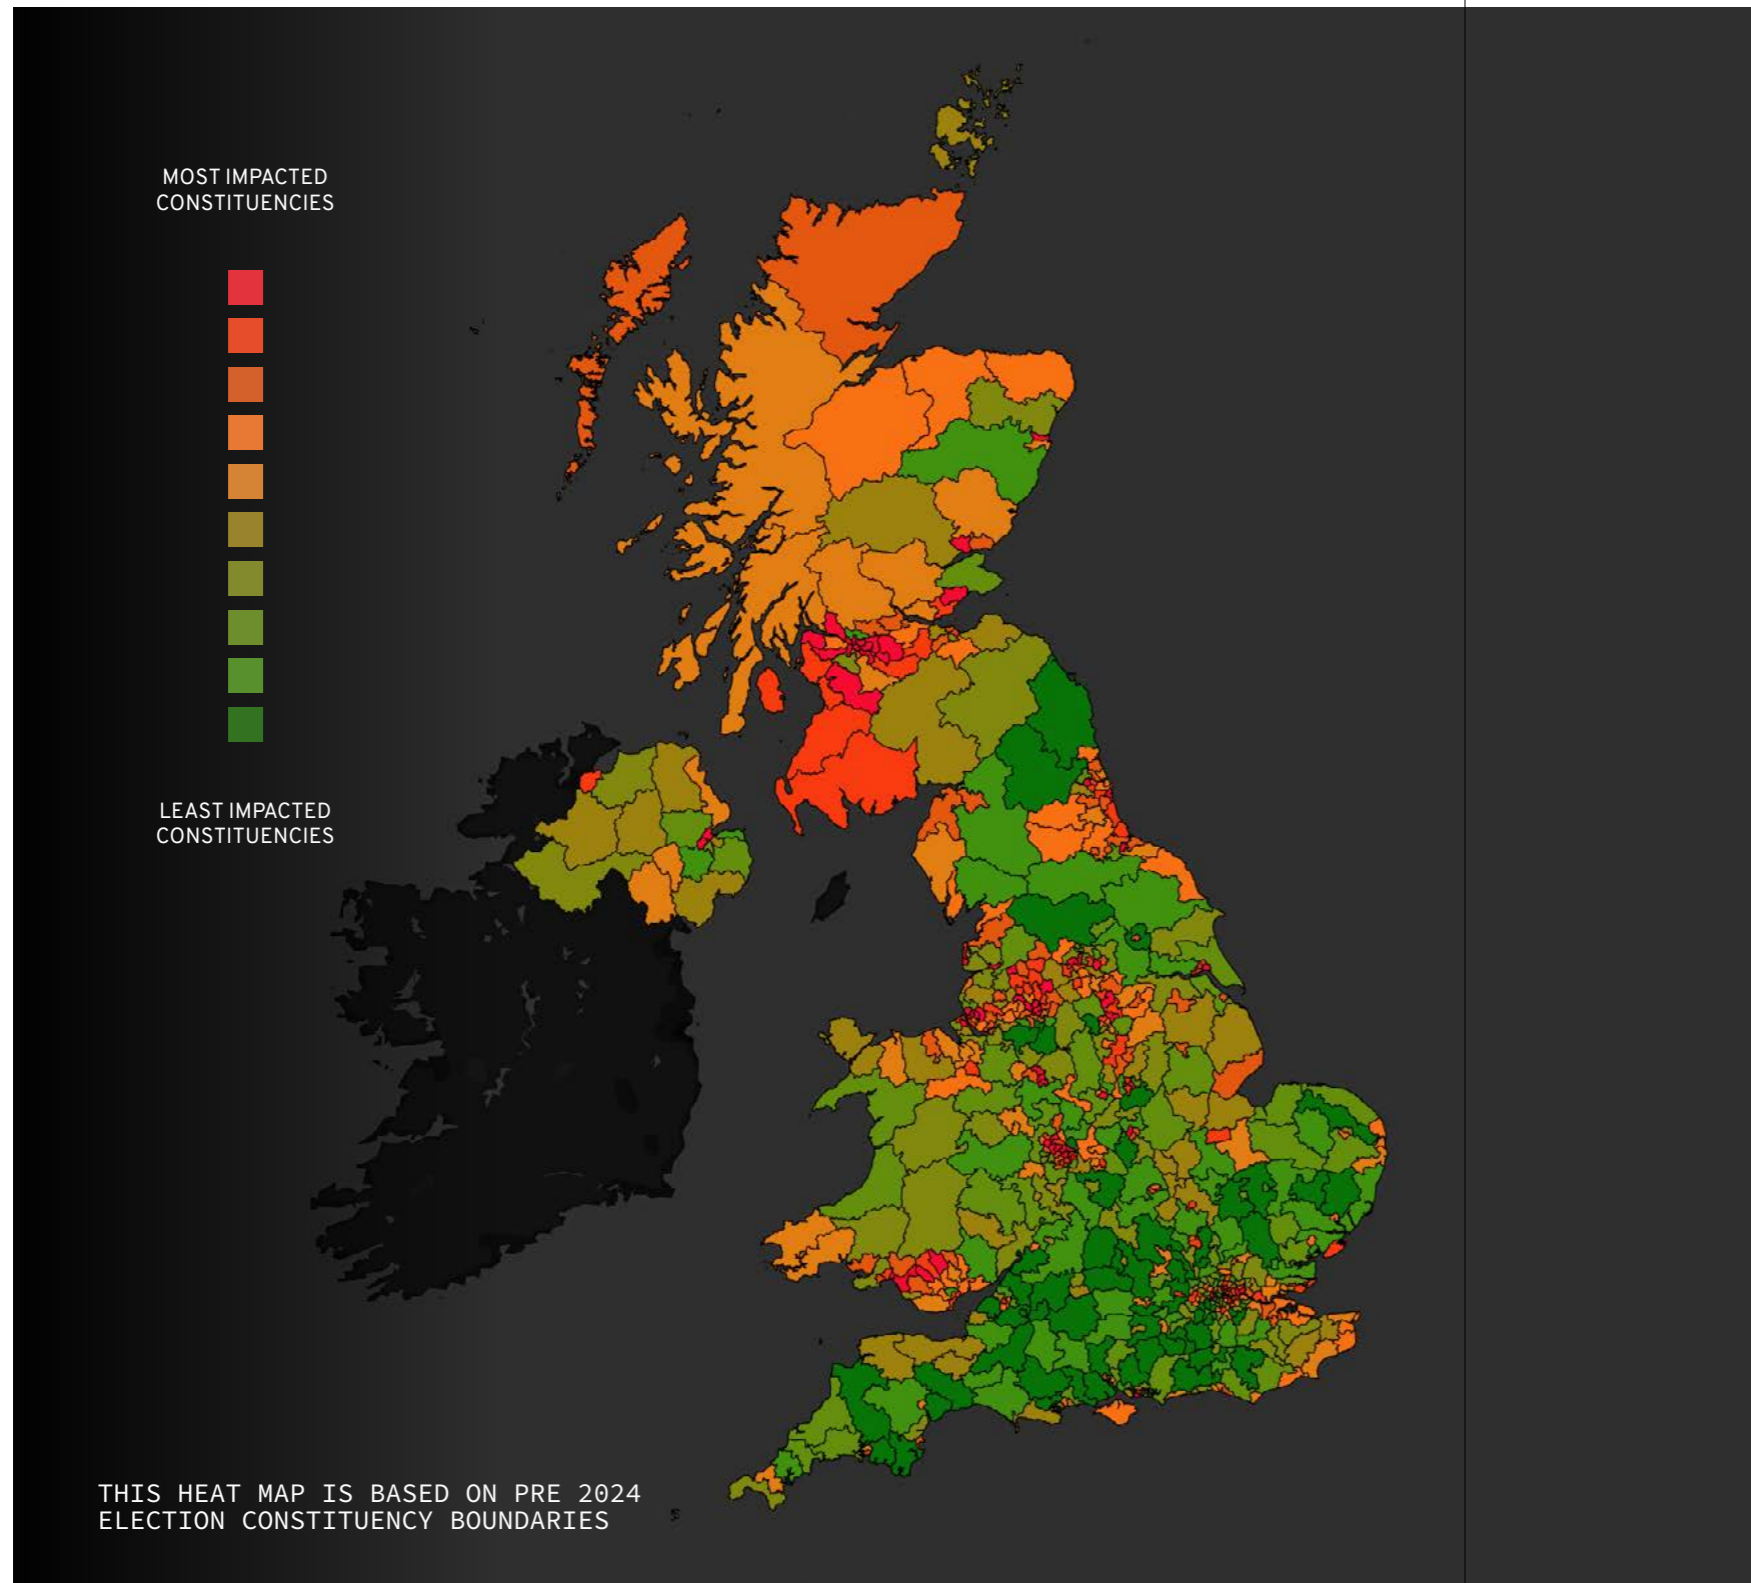 MOST IMPACTED
CONSTITUENCIES
LEAST IMPACTED
CONSTITUENCIES
THIS HEAT MAP IS BASED ON PRE 2024
ELECTION CONSTITUENCY BOUNDARIES